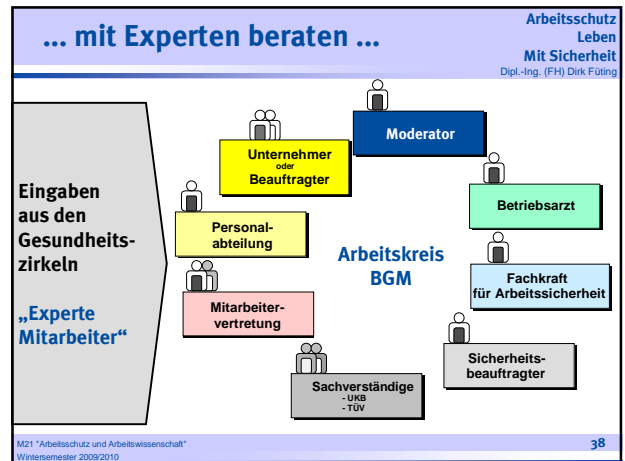 ... mit Experten beraten ...
Arbeitsschutz
Leben
Mit Sicherheit
Dipl.-Ing. (FH) Dirk Füting
Eingaben
aus den
Gesundheits-
zirkeln
„Experte
Mitarbeiter“
Moderator
Unternehmer
oder
Beauftragter
Betriebsarzt
Personal-
abteilung
Arbeitskreis
BGM
Fachkraft
für Arbeitssicherheit
Mitarbeiter-
vertretung
Sicherheits-
beauftragter
Sachverständige
- UKB
- TÜV
M21 "Arbeitsschutz und Arbeitswissenschaft"
Wintersemester 2009/2010
38